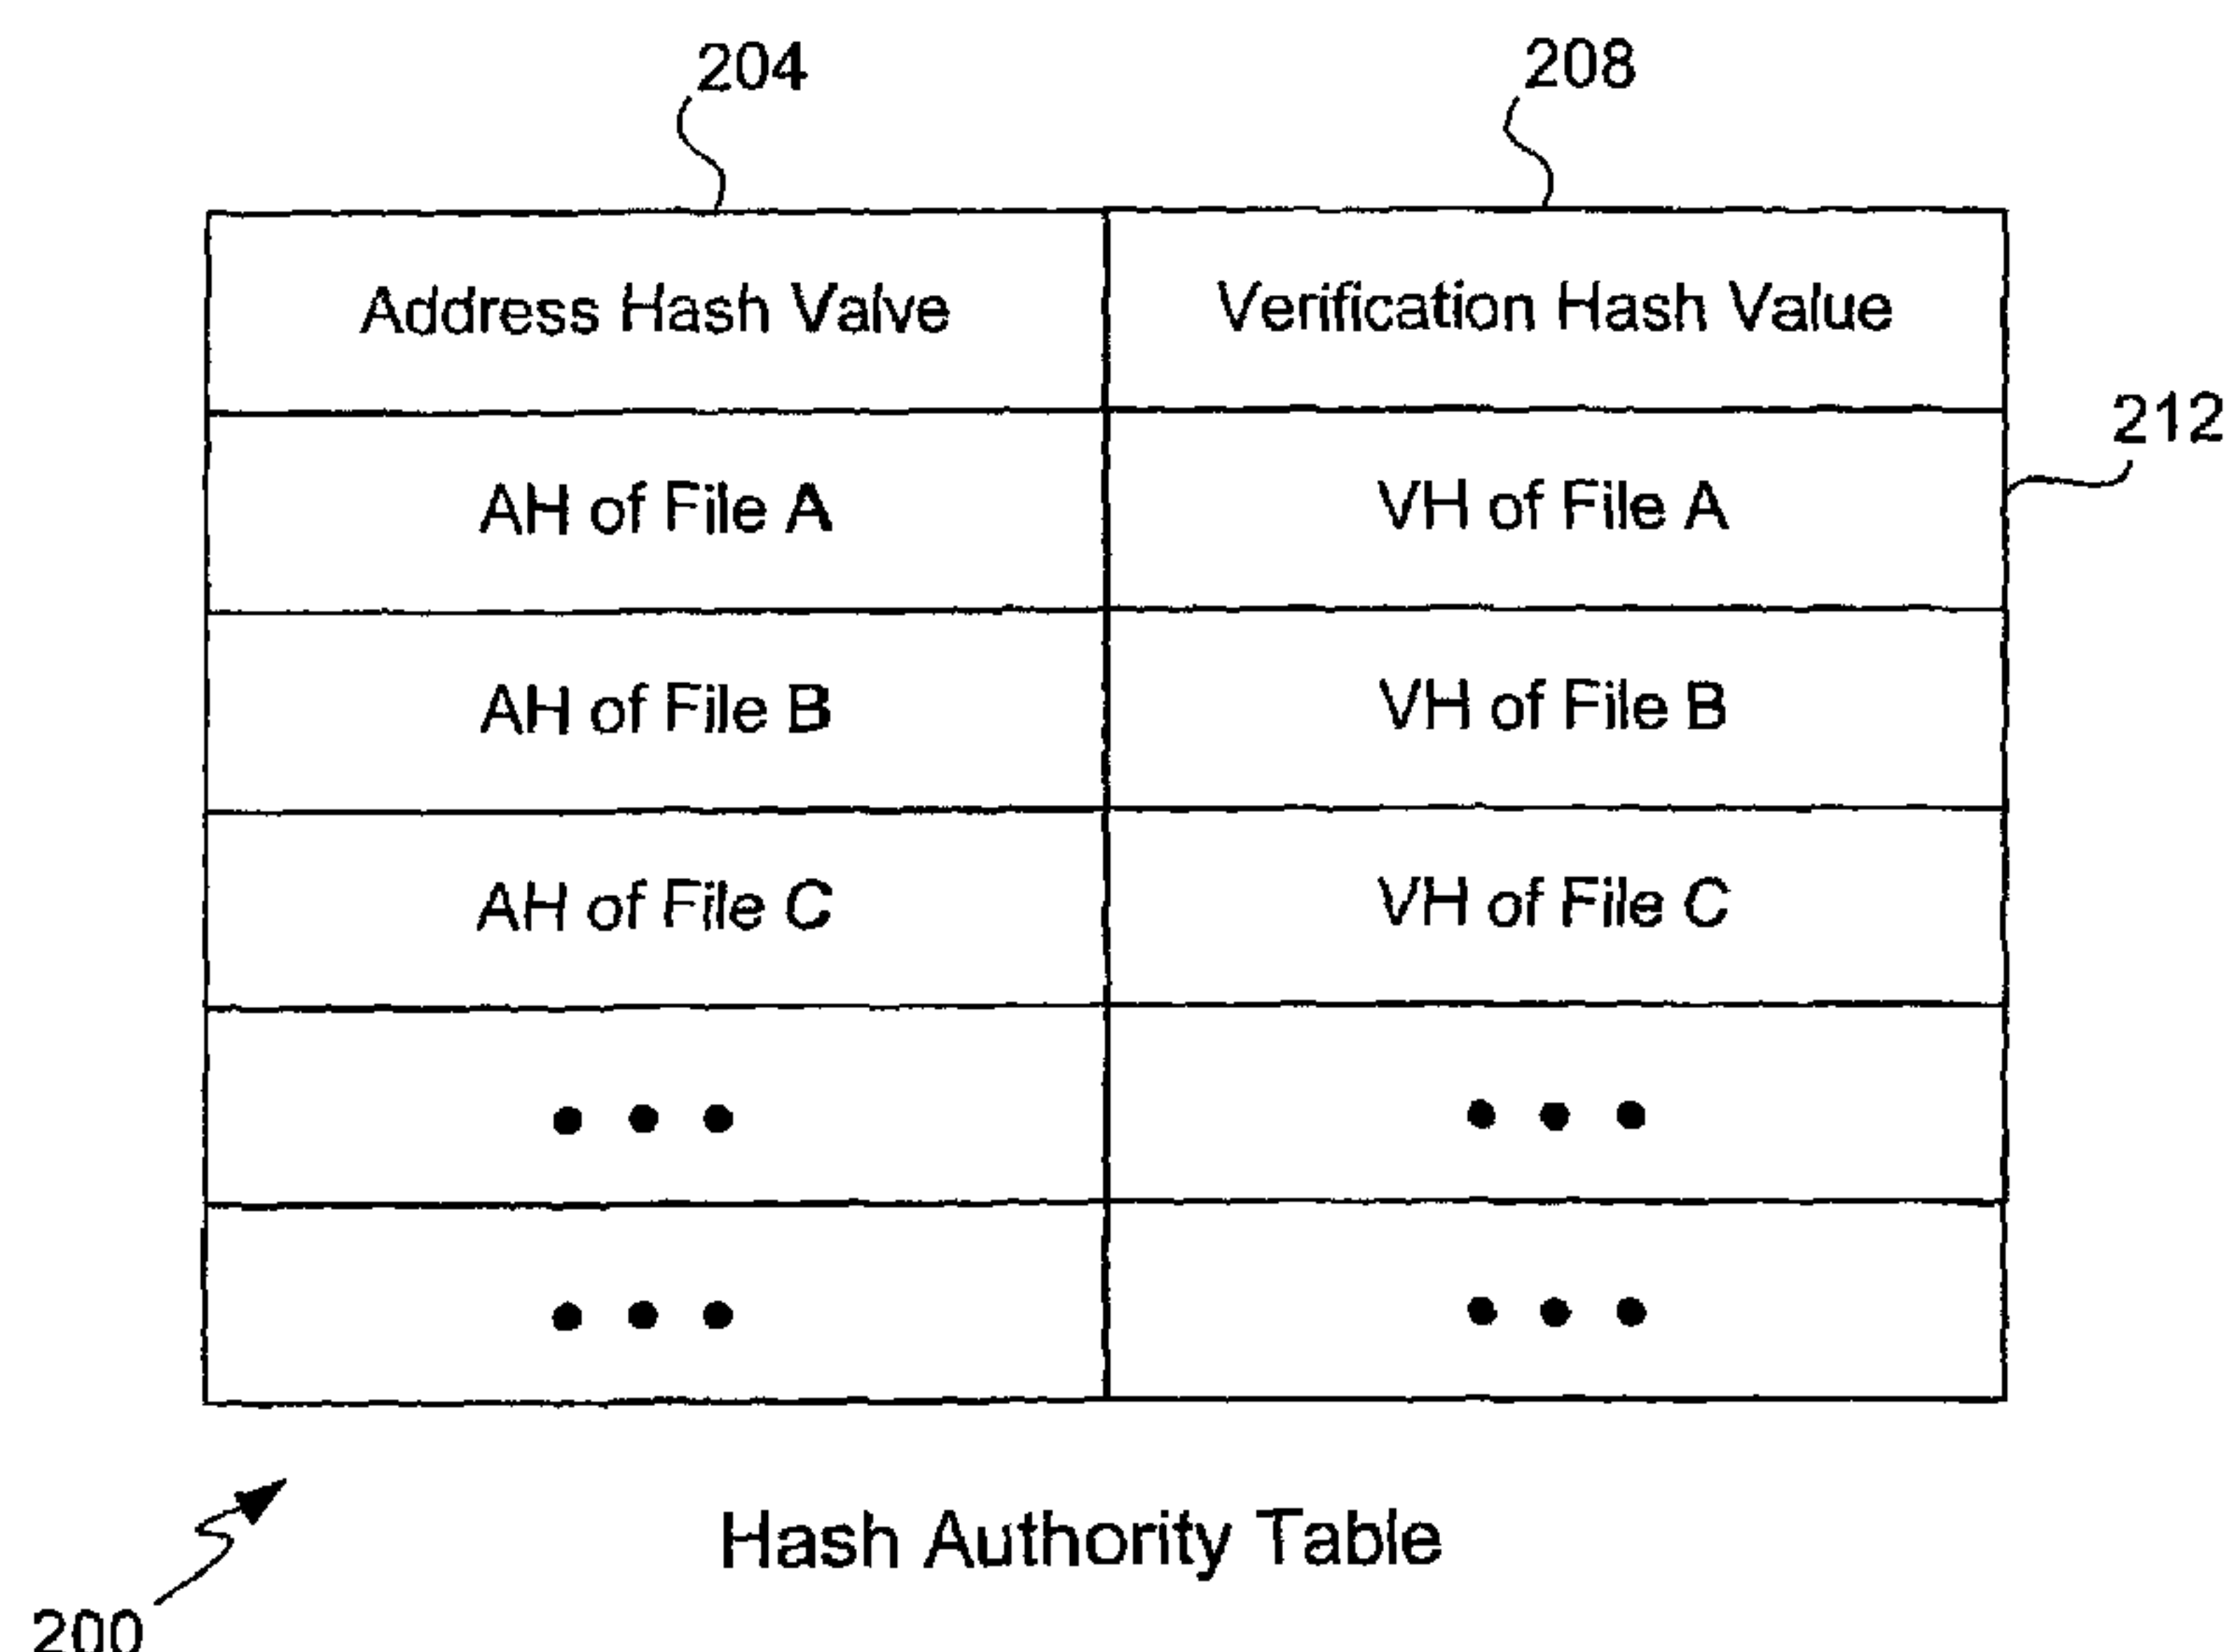 204 208
Address Hash Valve Verification Hash Value
212
AH of File A VH of File A
AH of File B VH of File B
AH of File C VH of File C
• • • • • •
• • • • • •
Hash Authority Table
200